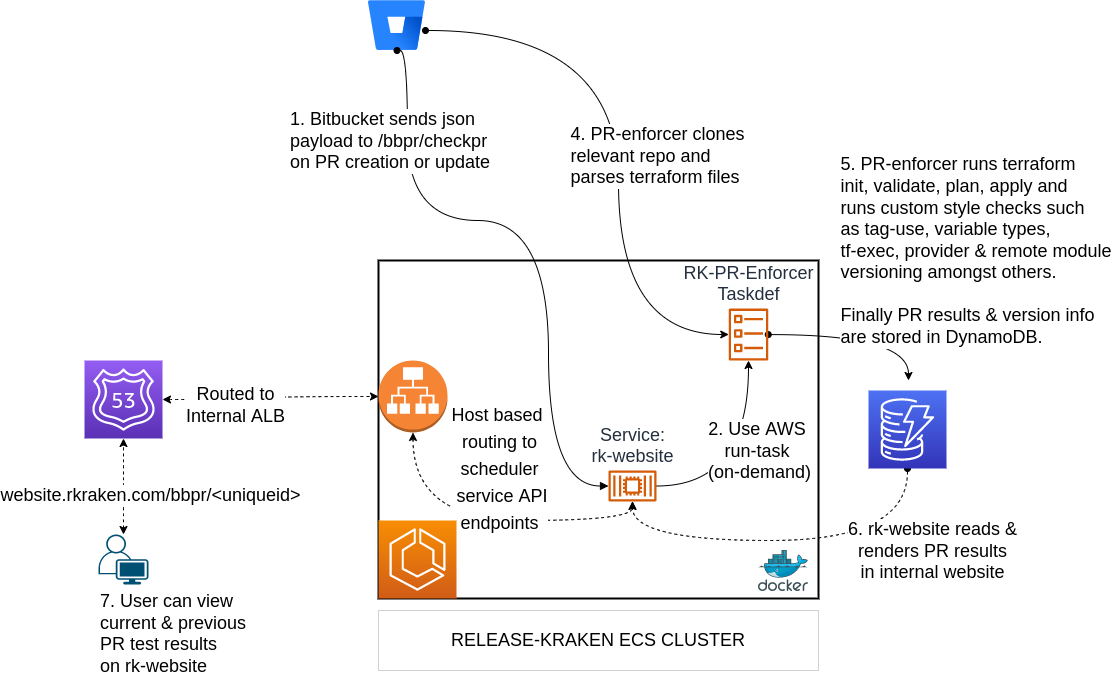 1. Bitbucket sends json
payload to /bbpr/checkpr
on PR creation or update
4. PR-enforcer clones
relevant repo and
parses terraform files
5. PR-enforcer runs terraform
init, validate, plan, apply and
runs custom style checks such
as tag-use, variable types,
tf-exec, provider & remote module
versioning amongst others.
Finally PR results & version info
are stored in DynamoDB.
RK-PR-Enforcer
Taskdef
53
Routed to
Internal ALB
Host based
routing to
scheduler
service API
endpoints
Service:
rk-website
2. Use AWS
run-task
(on-demand)
website.rkraken.com/bbpr/<uniqueid>
6. rk-website reads &
renders PR results
in internal website
docker
7. User can view
current & previous
PR test results
on rk-website
RELEASE-KRAKEN ECS CLUSTER